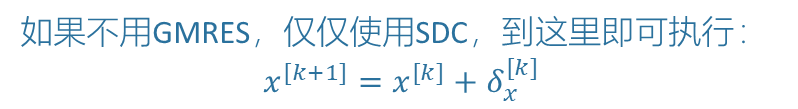 如果不用GMRES，仅仅使用SDC，到这里即可执行：
x^{[k+1]} = x^{[k]} + δ_x^{[k]}